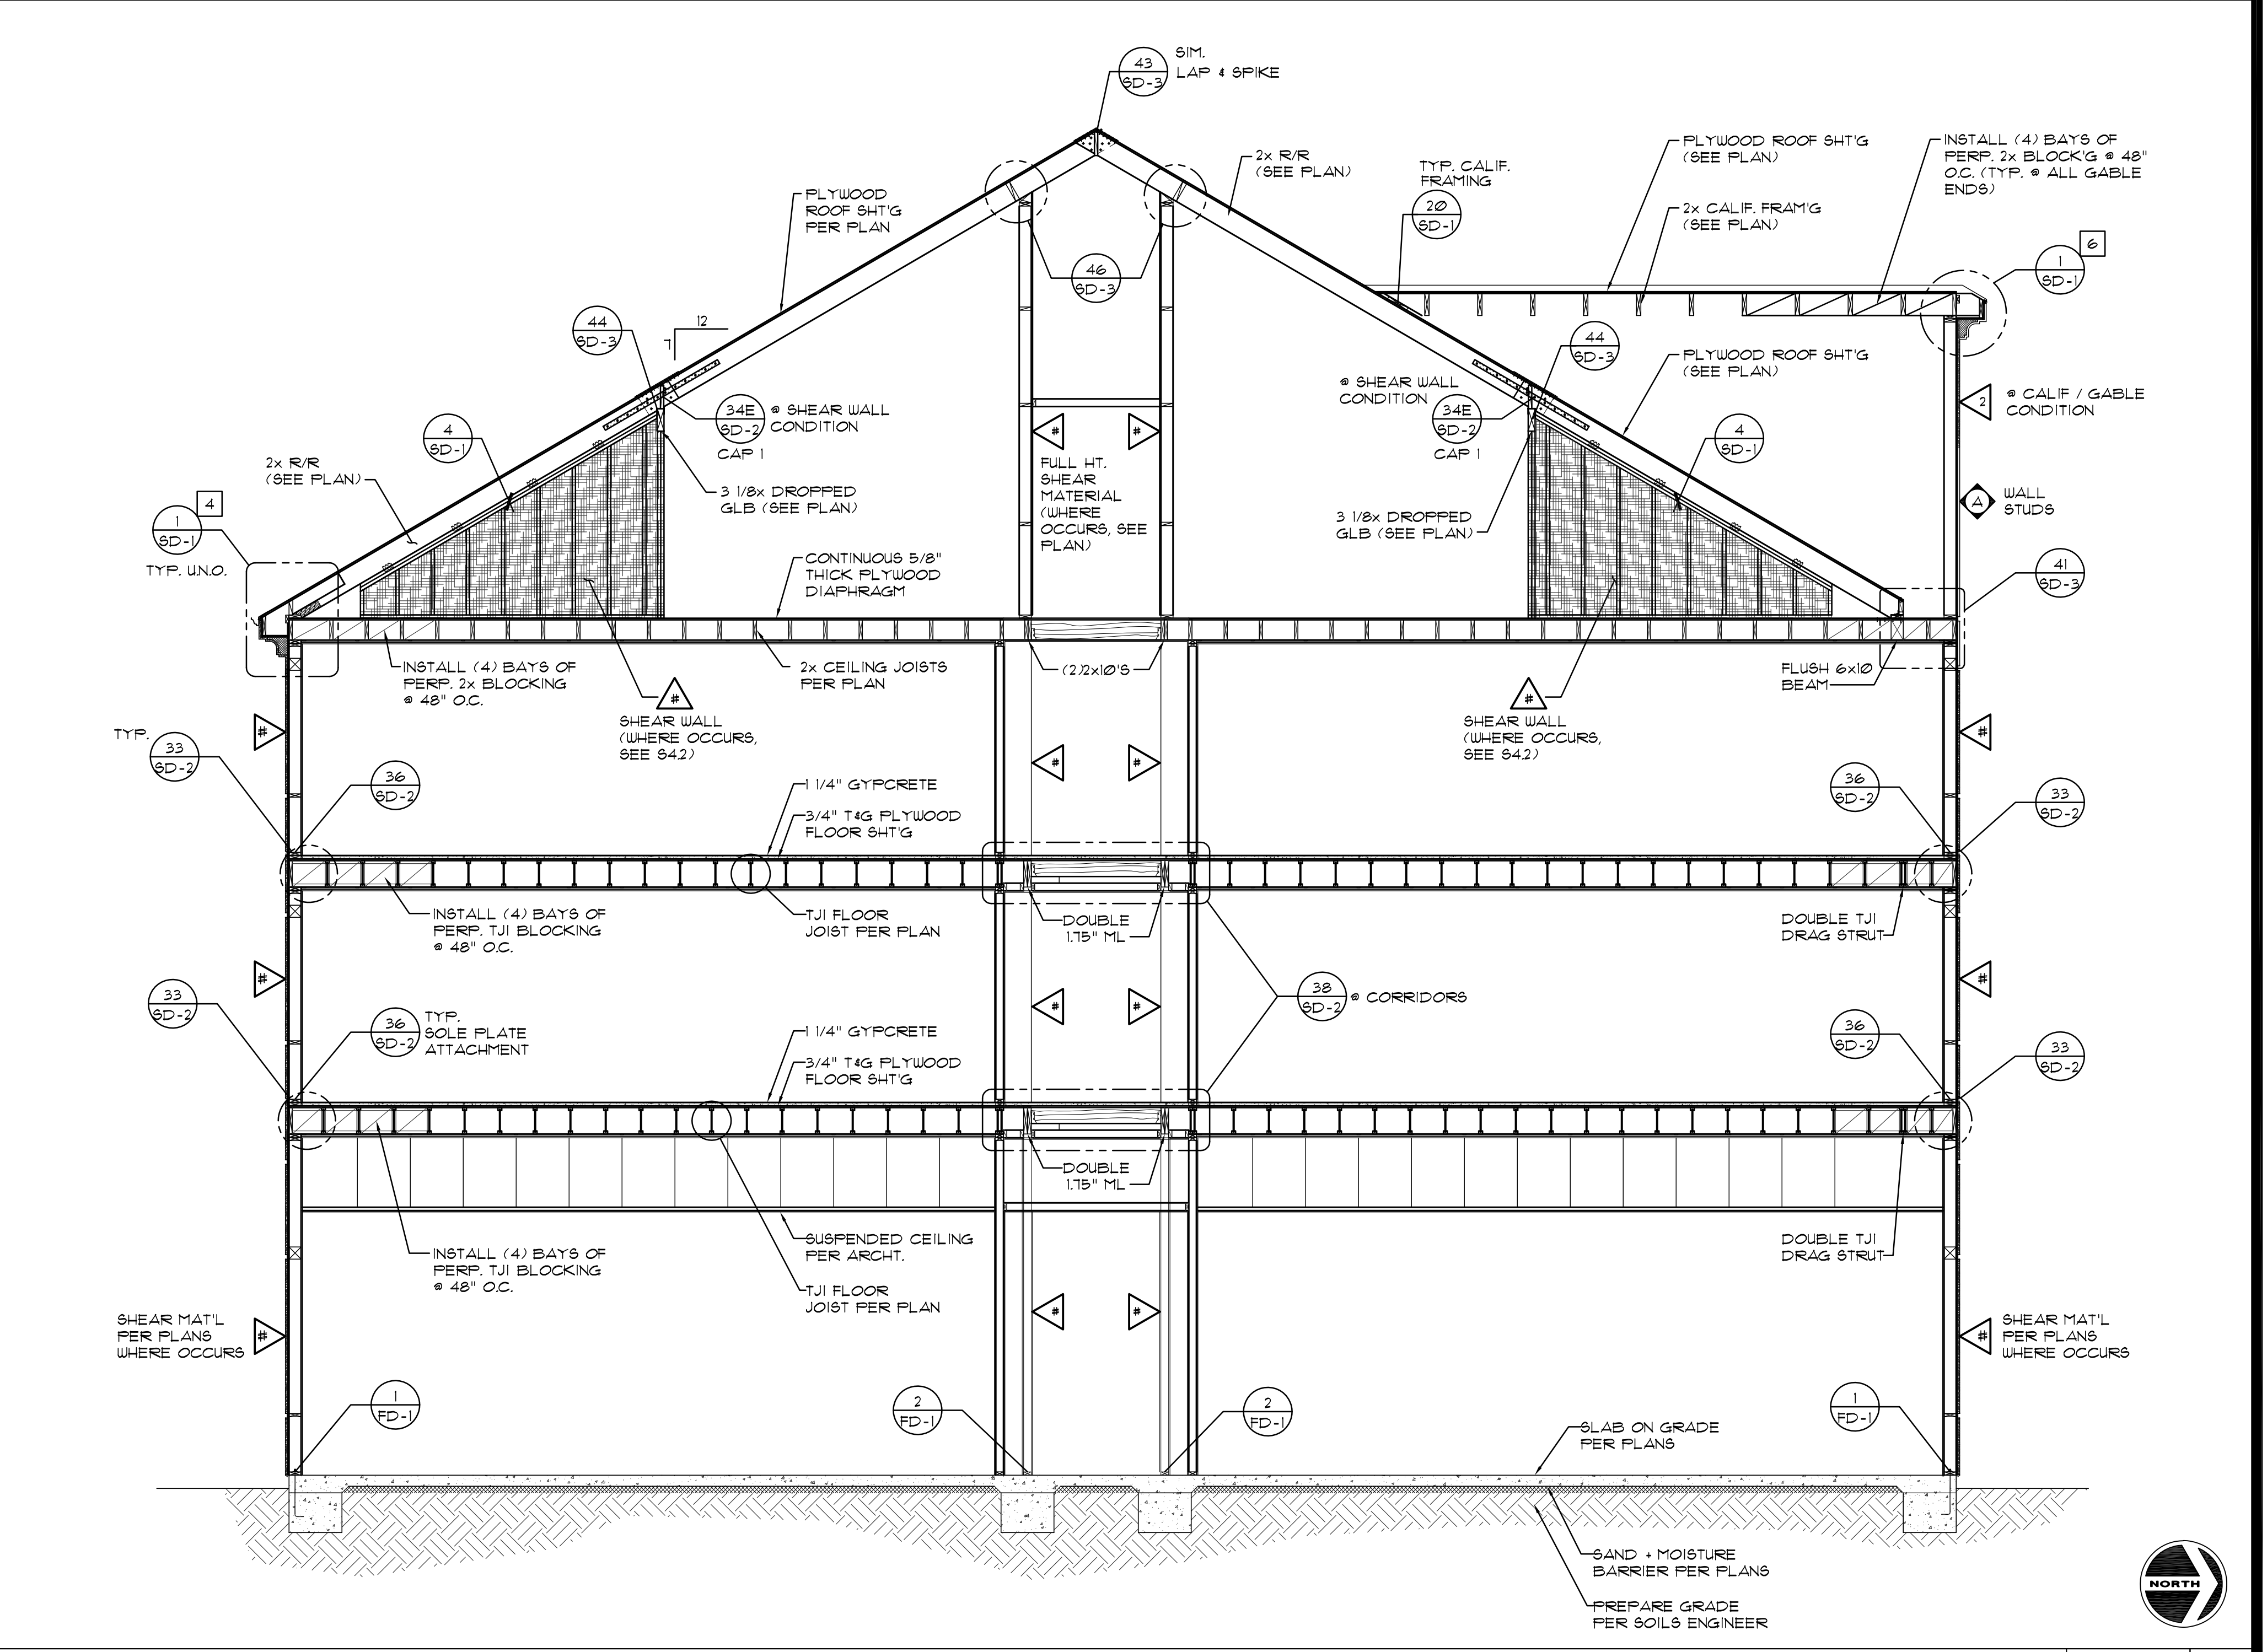 43
SD-3
SIM.
LAP & SPIKE
PLYWOOD
ROOF SHT'G
PER PLAN
2x R/R
(SEE PLAN)
TYP. CALIF.
FRAMING
20
SD-1
PLYWOOD ROOF SHT'G
(SEE PLAN)
2x CALIF. FRAM'G
(SEE PLAN)
INSTALL (4) BAYS OF
PERP. 2x BLOCK'G @ 48"
O.C. (TYP. @ ALL GABLE
ENDS)
6
1
SD-1
46
SD-3
44
SD-3
12
7
44
SD-3
PLYWOOD ROOF SHT'G
(SEE PLAN)
4
SD-1
34E
SD-2
@ SHEAR WALL
CONDITION
CAP 1
@ SHEAR WALL
CONDITION
34E
SD-2
CAP 1
4
SD-1
2
@ CALIF / GABLE
CONDITION
2x R/R
(SEE PLAN)
4
1
SD-1
TYP. U.N.O.
3 1/8x DROPPED
GLB (SEE PLAN)
#
#
FULL HT.
SHEAR
MATERIAL
(WHERE
OCCURS, SEE
PLAN)
3 1/8x DROPPED
GLB (SEE PLAN)
A
WALL
STUDS
41
SD-3
CONTINUOUS 5/8"
THICK PLYWOOD
DIAPHRAGM
INSTALL (4) BAYS OF
PERP. 2x BLOCKING
@ 48" O.C.
2x CEILING JOISTS
PER PLAN
(2)2x10'S
FLUSH 6x10
BEAM
#
SHEAR WALL
(WHERE OCCURS,
SEE S4.2)
#
SHEAR WALL
(WHERE OCCURS,
SEE S4.2)
#
#
TYP.
33
SD-2
36
SD-2
#
#
36
SD-2
33
SD-2
1 1/4" GYPCRETE
3/4" T&G PLYWOOD
FLOOR SHT'G
INSTALL (4) BAYS OF
PERP. TJI BLOCKING
@ 48" O.C.
TJI FLOOR
JOIST PER PLAN
DOUBLE
1.75" ML
DOUBLE TJI
DRAG STRUT
#
#
33
SD-2
36
SD-2
TYP.
SOLE PLATE
ATTACHMENT
#
#
38
SD-2
@ CORRIDORS
36
SD-2
33
SD-2
1 1/4" GYPCRETE
3/4" T&G PLYWOOD
FLOOR SHT'G
DOUBLE
1.75" ML
SUSPENDED CEILING
PER ARCHT.
INSTALL (4) BAYS OF
PERP. TJI BLOCKING
@ 48" O.C.
DOUBLE TJI
DRAG STRUT
TJI FLOOR
JOIST PER PLAN
#
#
SHEAR MAT'L
PER PLANS
WHERE OCCURS
#
#
SHEAR MAT'L
PER PLANS
WHERE OCCURS
1
FD-1
2
FD-1
2
FD-1
1
FD-1
SLAB ON GRADE
PER PLANS
SAND + MOISTURE
BARRIER PER PLANS
PREPARE GRADE
PER SOILS ENGINEER
NORTH